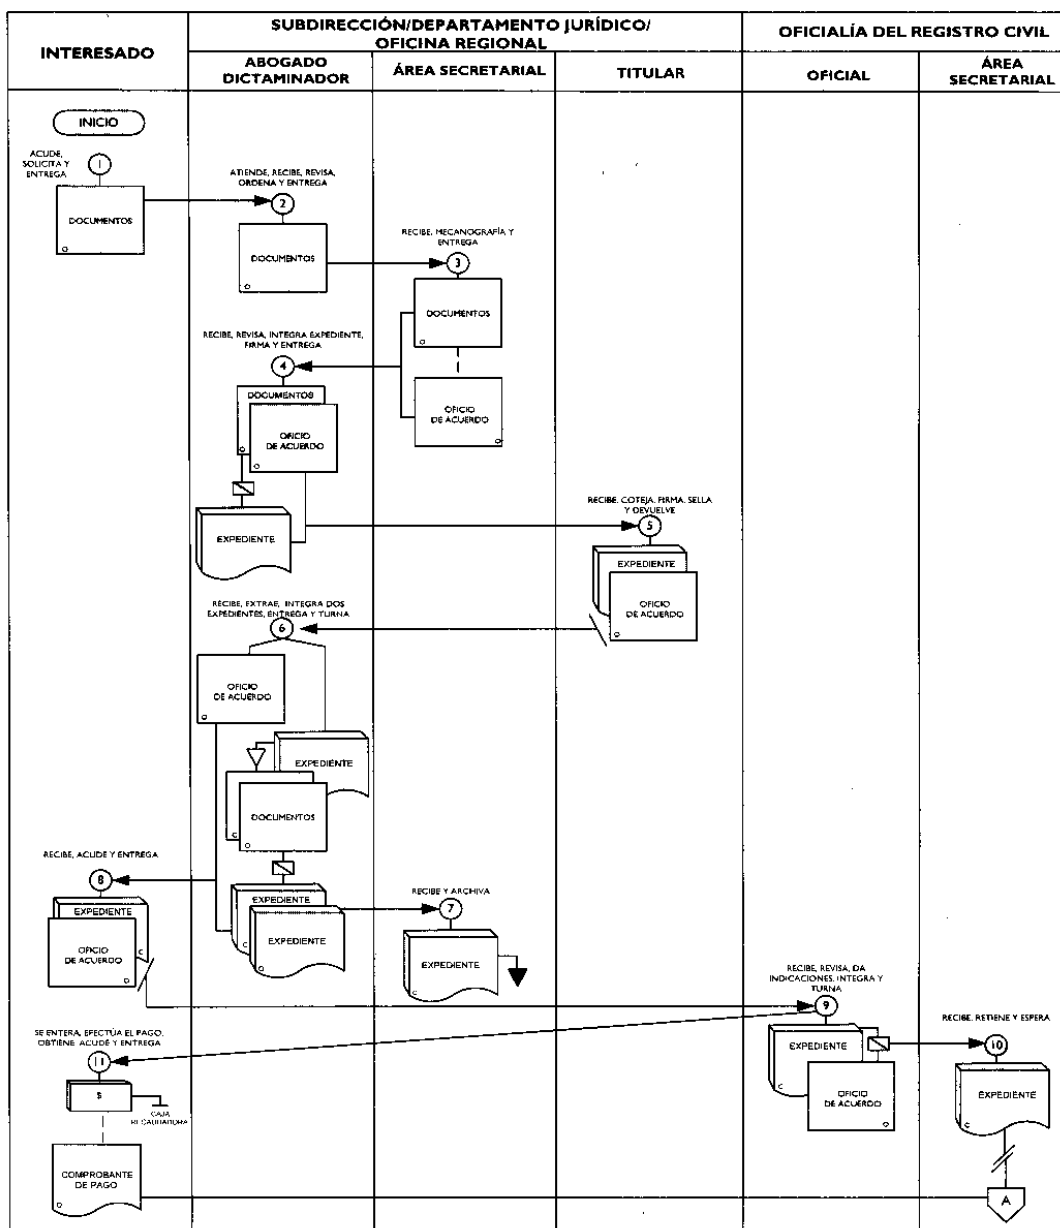 INTERESADO
SUBDIRECCIÓN/DEPARTAMENTO JURÍDICO/
OFICINA REGIONAL
OFICIALÍA DEL REGISTRO CIVIL
ABOGADO
DICTAMINADOR
ÁREA SECRETARIAL
TITULAR
OFICIAL
ÁREA
SECRETARIAL
INICIO
ACUDE,
SOLICITA Y
ENTREGA
1
DOCUMENTOS
ATIENDE, RECIBE, REVISA,
ORDENA Y ENTREGA
2
DOCUMENTOS
RECIBE, MECANOGRAFÍA Y
ENTREGA
3
DOCUMENTOS
OFICIO
DE ACUERDO
O
RECIBE, REVISA, INTEGRA EXPEDIENTE,
FIRMA Y ENTREGA
4
DOCUMENTOS
OFICIO
DE ACUERDO
O
EXPEDIENTE
RECIBE, COTEJA, FIRMA, SELLA
Y DEVUELVE
5
EXPEDIENTE
OFICIO
DE ACUERDO
O
RECIBE, EXTRAE, INTEGRA DOS
EXPEDIENTES, ENTREGA Y TURNA
6
OFICIO
DE ACUERDO
O
EXPEDIENTE
DOCUMENTOS
C
O
EXPEDIENTE
EXPEDIENTE
C
O
RECIBE Y ARCHIVA
7
EXPEDIENTE
RECIBE, ACUDE Y ENTREGA
8
EXPEDIENTE
C
OFICIO
DE ACUERDO
O
RECIBE, REVISA, DA
INDICACIONES, INTEGRA Y
TURNA
9
EXPEDIENTE
C
OFICIO
DE ACUERDO
O
RECIBE, RETIENE Y ESPERA
10
EXPEDIENTE
C
SE ENTERA, EFECTÚA EL PAGO,
OBTIENE, ACUDE Y ENTREGA
11
CAJA
RECAUDADORA
COMPROBANTE
DE PAGO
O
A